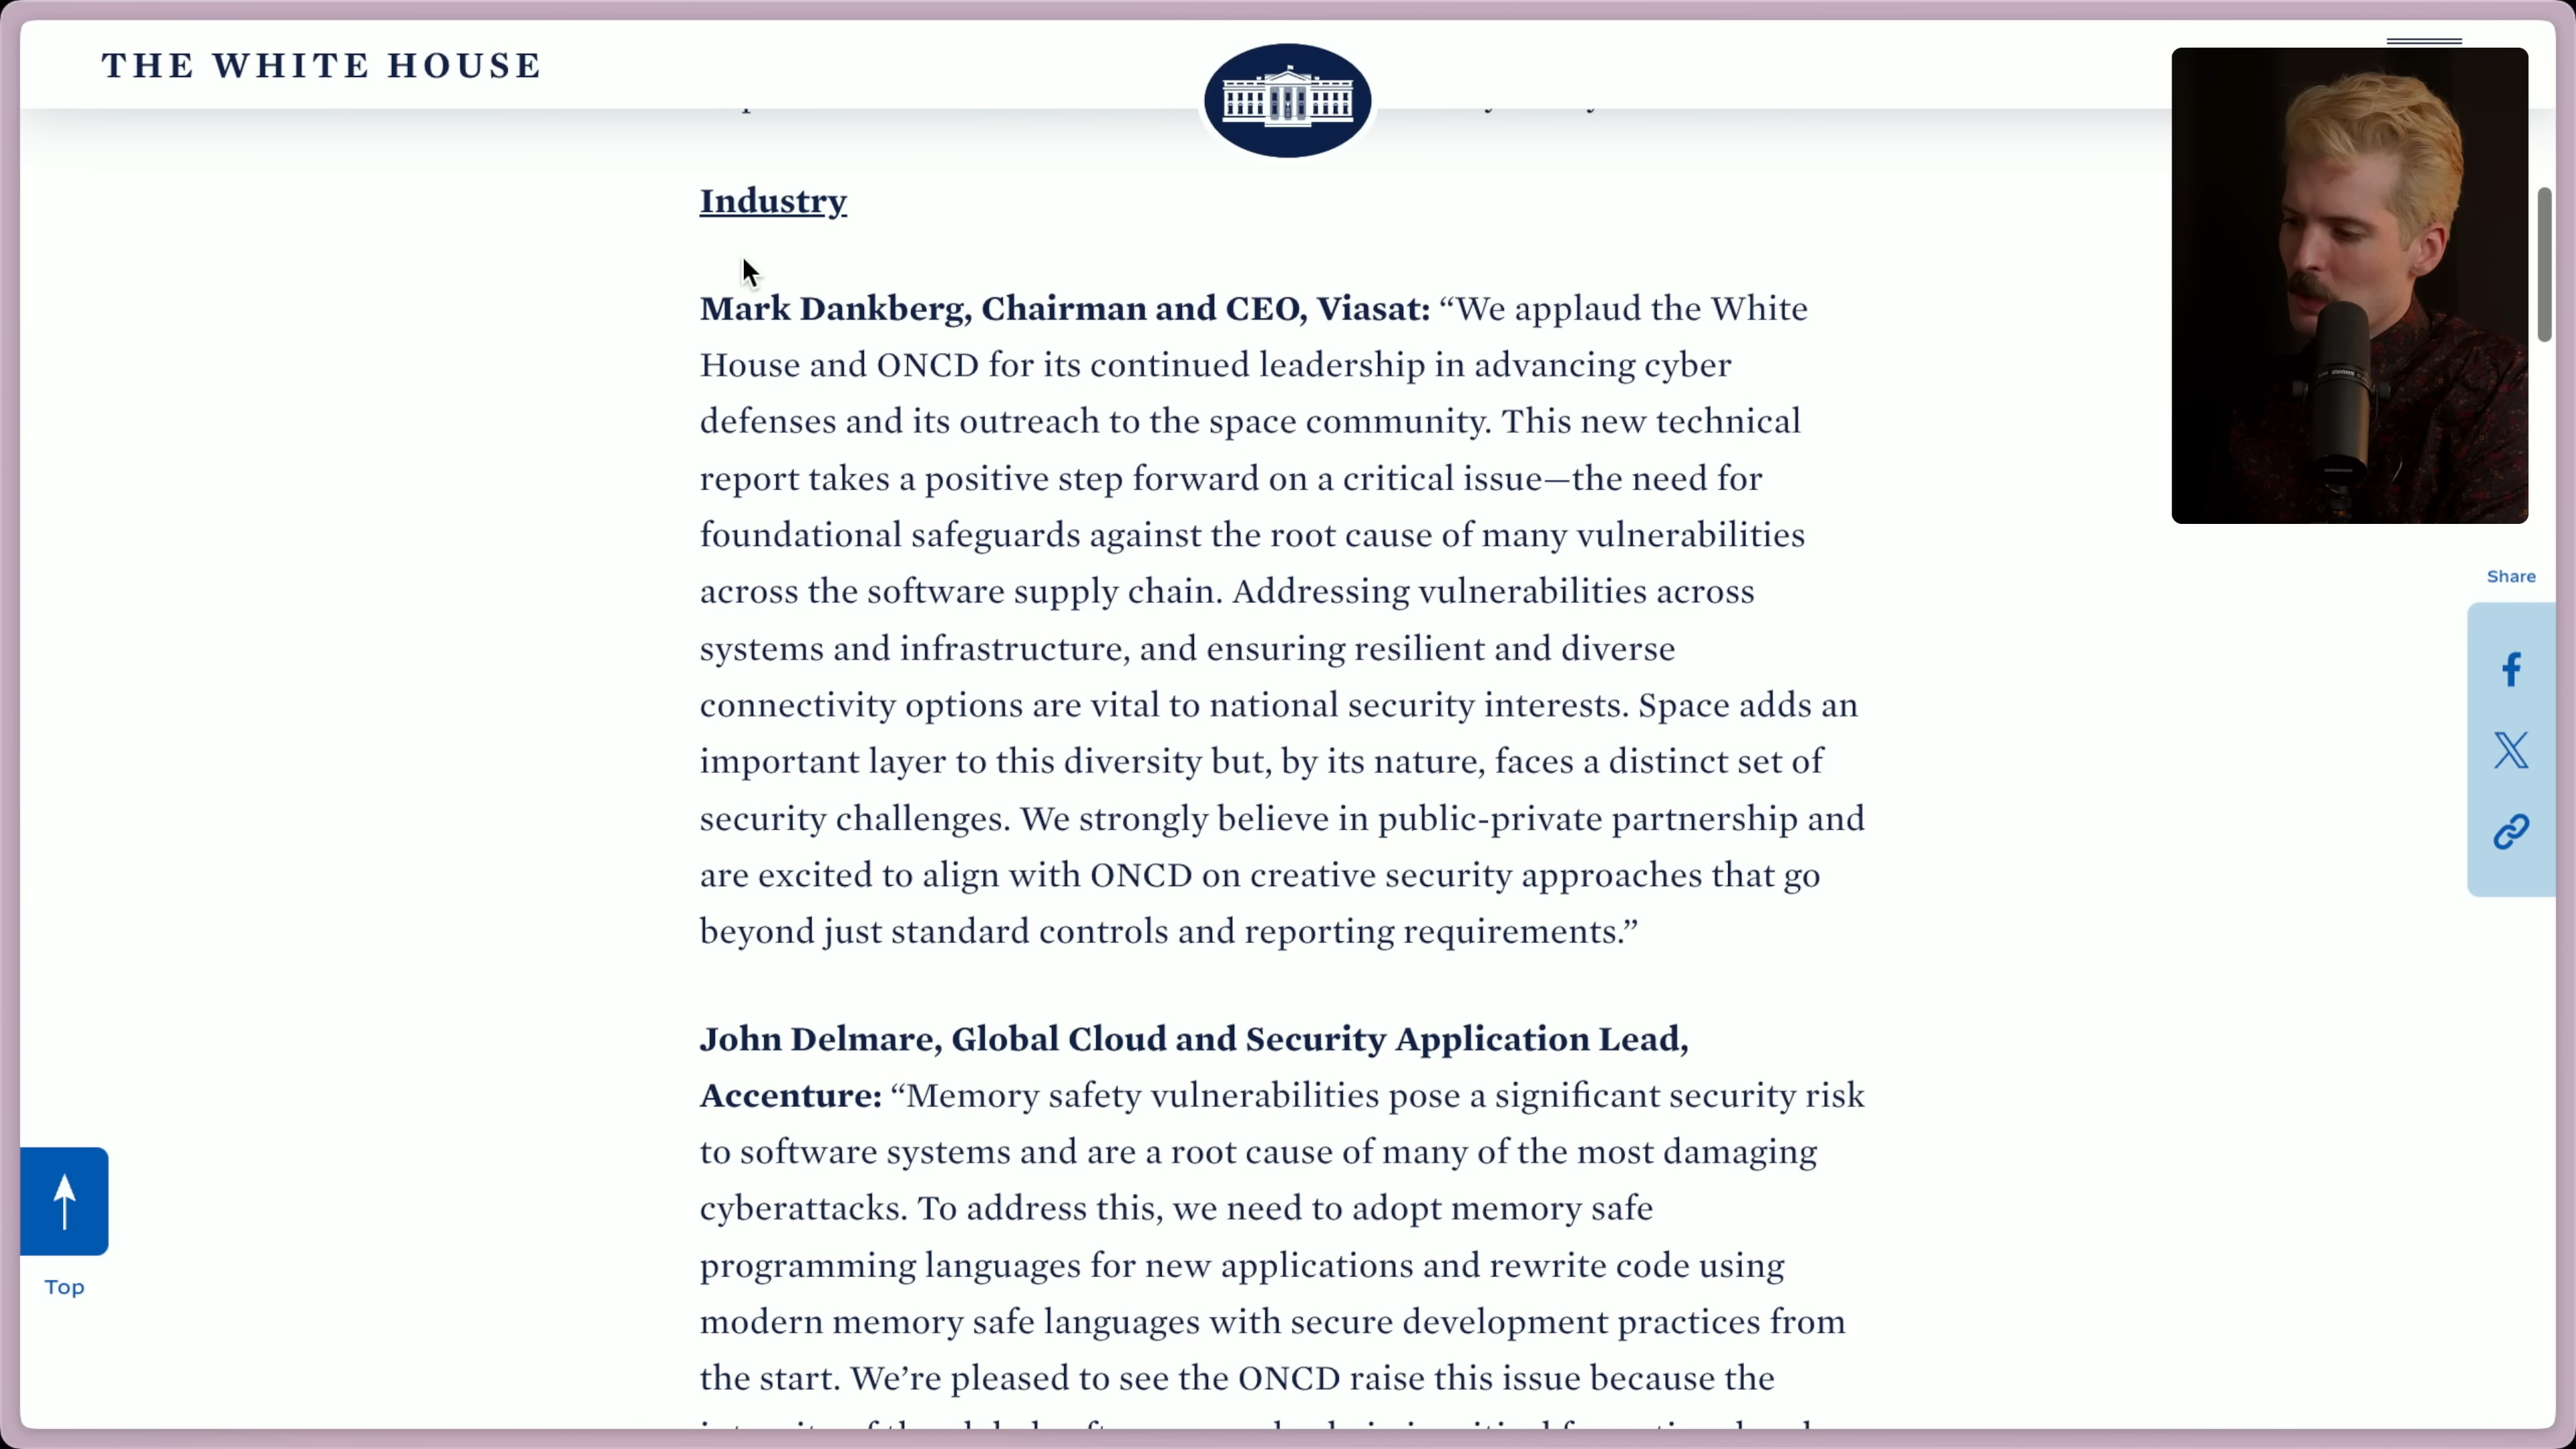 THE WHITE HOUSE
Industry
Mark Dankberg, Chairman and CEO, Viasat: “We applaud the White
House and ONCD for its continued leadership in advancing cyber
defenses and its outreach to the space community. This new technical
report takes a positive step forward on a critical issue—the need for
foundational safeguards against the root cause of many vulnerabilities
across the software supply chain. Addressing vulnerabilities across
systems and infrastructure, and ensuring resilient and diverse
connectivity options are vital to national security interests. Space adds an
important layer to this diversity but, by its nature, faces a distinct set of
security challenges. We strongly believe in public-private partnership and
are excited to align with ONCD on creative security approaches that go
beyond just standard controls and reporting requirements.”
John Delmare, Global Cloud and Security Application Lead,
Accenture: “Memory safety vulnerabilities pose a significant security risk
to software systems and are a root cause of many of the most damaging
cyberattacks. To address this, we need to adopt memory safe
programming languages for new applications and rewrite code using
modern memory safe languages with secure development practices from
the start. We’re pleased to see the ONCD raise this issue because the
Share
Top